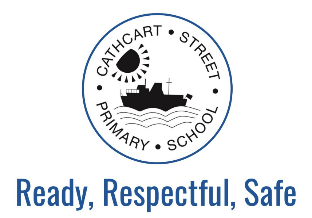 CATHCART • STREET
PRIMARY • SCHOOL
Ready, Respectful, Safe